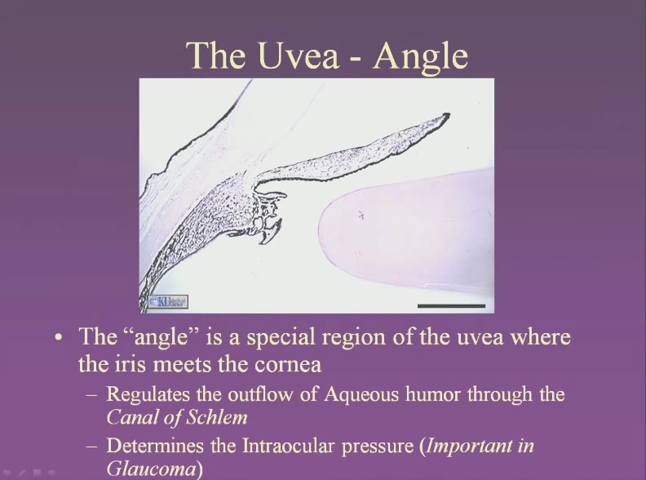 The Uvea - Angle
• The “angle” is a special region of the uvea where
the iris meets the cornea
– Regulates the outflow of Aqueous humor through the
Canal of Schlem
– Determines the Intraocular pressure (Important in
Glaucoma)